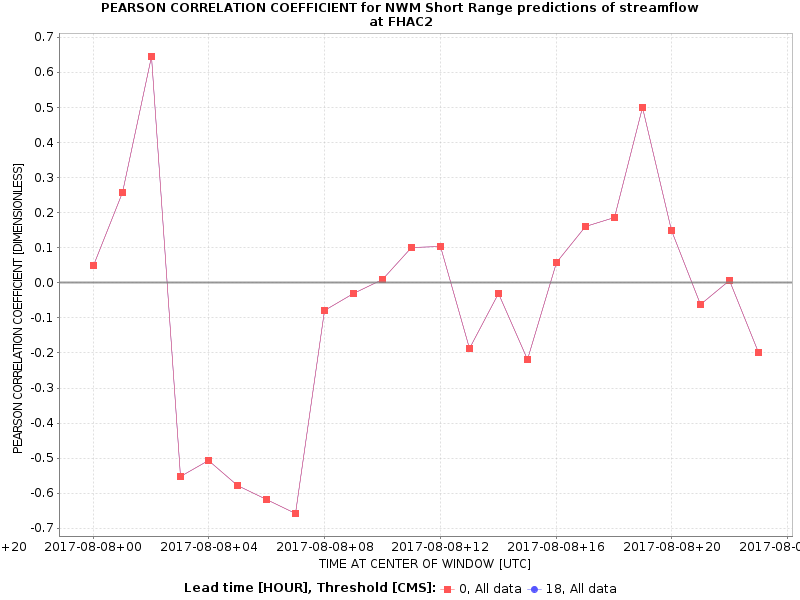 PEARSON CORRELATION COEFFICIENT for NWM Short Range predictions of streamflow
at FHAC2
PEARSON CORRELATION COEFFICIENT [DIMENSIONLESS]
0.7
0.6
0.5
0.4
0.3
0.2
0.1
0.0
-0.1
-0.2
-0.3
-0.4
-0.5
-0.6
-0.7
+20 2017-08-08+00 2017-08-08+04 2017-08-08+08 2017-08-08+12 2017-08-08+16 2017-08-08+20 2017-08-0
TIME AT CENTER OF WINDOW [UTC]
Lead time [HOUR], Threshold [CMS]: 0, All data 18, All data